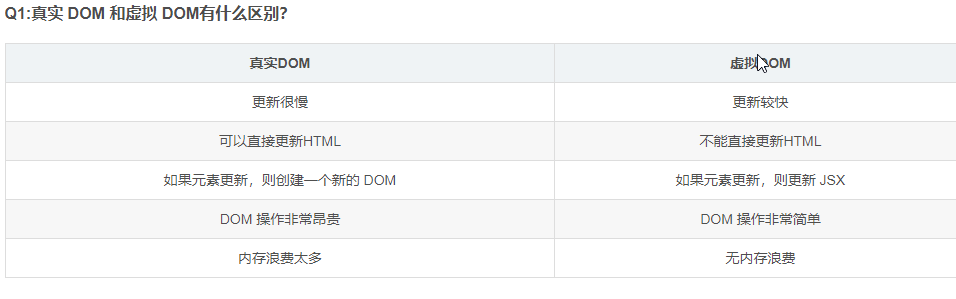 Q1:真实 DOM 和虚拟 DOM有什么区别?
真实DOM 虚拟DOM
更新很慢 更新较快
可以直接更新HTML 不能直接更新HTML
如果元素更新，则创建一个新的 DOM 如果元素更新，则更新 JSX
DOM 操作非常昂贵 DOM 操作非常简单
内存浪费太多 无内存浪费